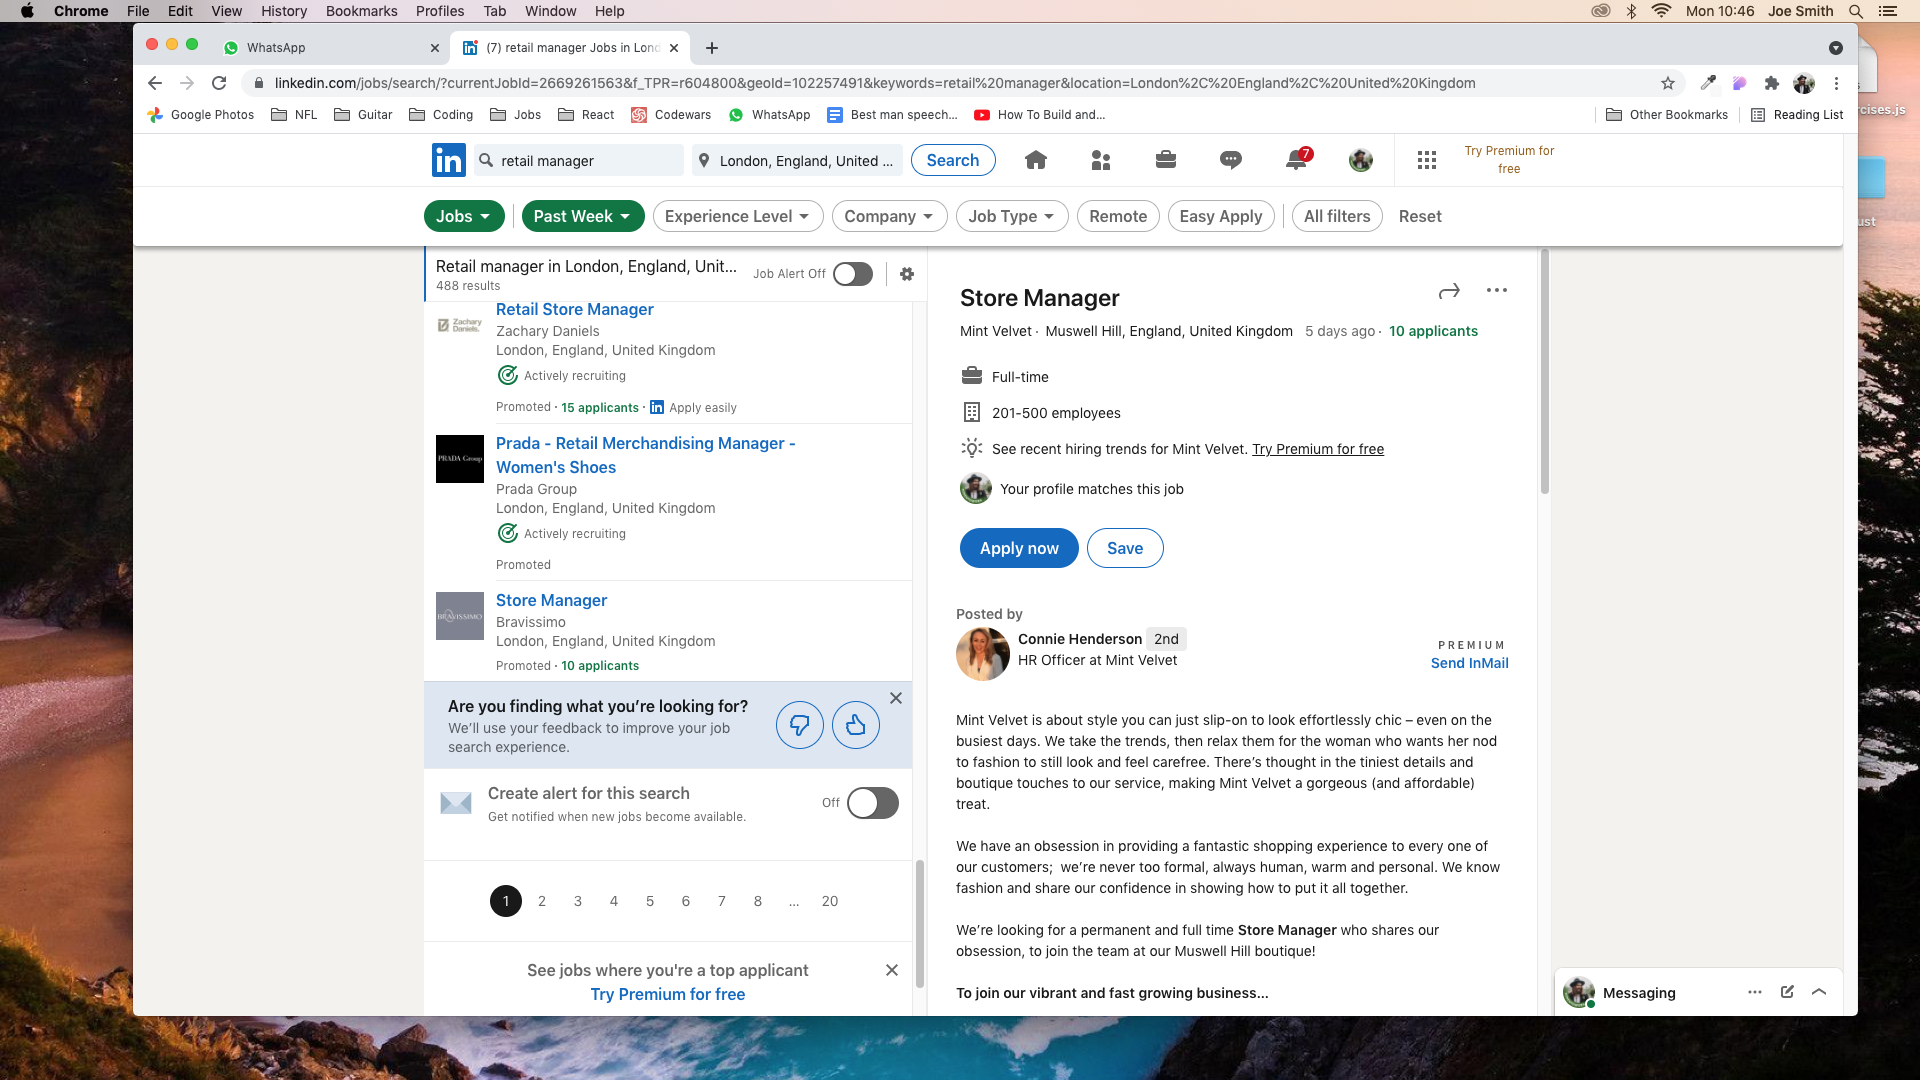 Chrome File Edit View History Bookmarks Profiles Tab Window Help
Mon 10:46 Joe Smith
WhatsApp
(7) retail manager Jobs in Lond
linkedin.com/jobs/search/?currentJobId=2669261563&f_TPR=r604800&geoId=102257491&keywords=retail%20manager&location=London%2C%20England%2C%20United%20Kingdom
Google Photos NFL Guitar Coding Jobs React Codewars WhatsApp Best man speech... How To Build and... Other Bookmarks Reading List
cises.js
ust
in
retail manager
London, England, United ...
Search
7
Try Premium for
free
Jobs Past Week Experience Level Company Job Type Remote Easy Apply All filters Reset
Retail manager in London, England, Unit...
488 results
Job Alert Off
Zachary
Daniels.
Retail Store Manager
Zachary Daniels
London, England, United Kingdom
Actively recruiting
Promoted · 15 applicants · in Apply easily
PRADA Group
Prada - Retail Merchandising Manager -
Women's Shoes
Prada Group
London, England, United Kingdom
Actively recruiting
Promoted
BRAVISSIMO
Store Manager
Bravissimo
London, England, United Kingdom
Promoted · 10 applicants
Are you finding what you’re looking for?
We’ll use your feedback to improve your job
search experience.
Create alert for this search
Get notified when new jobs become available.
Off
1 2 3 4 5 6 7 8 ... 20
See jobs where you're a top applicant
Try Premium for free
Store Manager
Mint Velvet · Muswell Hill, England, United Kingdom 5 days ago · 10 applicants
Full-time
201-500 employees
See recent hiring trends for Mint Velvet. Try Premium for free
Your profile matches this job
Apply now
Save
Posted by
Connie Henderson 2nd
HR Officer at Mint Velvet
PREMIUM
Send InMail
Mint Velvet is about style you can just slip-on to look effortlessly chic – even on the
busiest days. We take the trends, then relax them for the woman who wants her nod
to fashion to still look and feel carefree. There’s thought in the tiniest details and
boutique touches to our service, making Mint Velvet a gorgeous (and affordable)
treat.
We have an obsession in providing a fantastic shopping experience to every one of
our customers;  we’re never too formal, always human, warm and personal. We know
fashion and share our confidence in showing how to put it all together.
We’re looking for a permanent and full time Store Manager who shares our
obsession, to join the team at our Muswell Hill boutique!
To join our vibrant and fast growing business...
Messaging